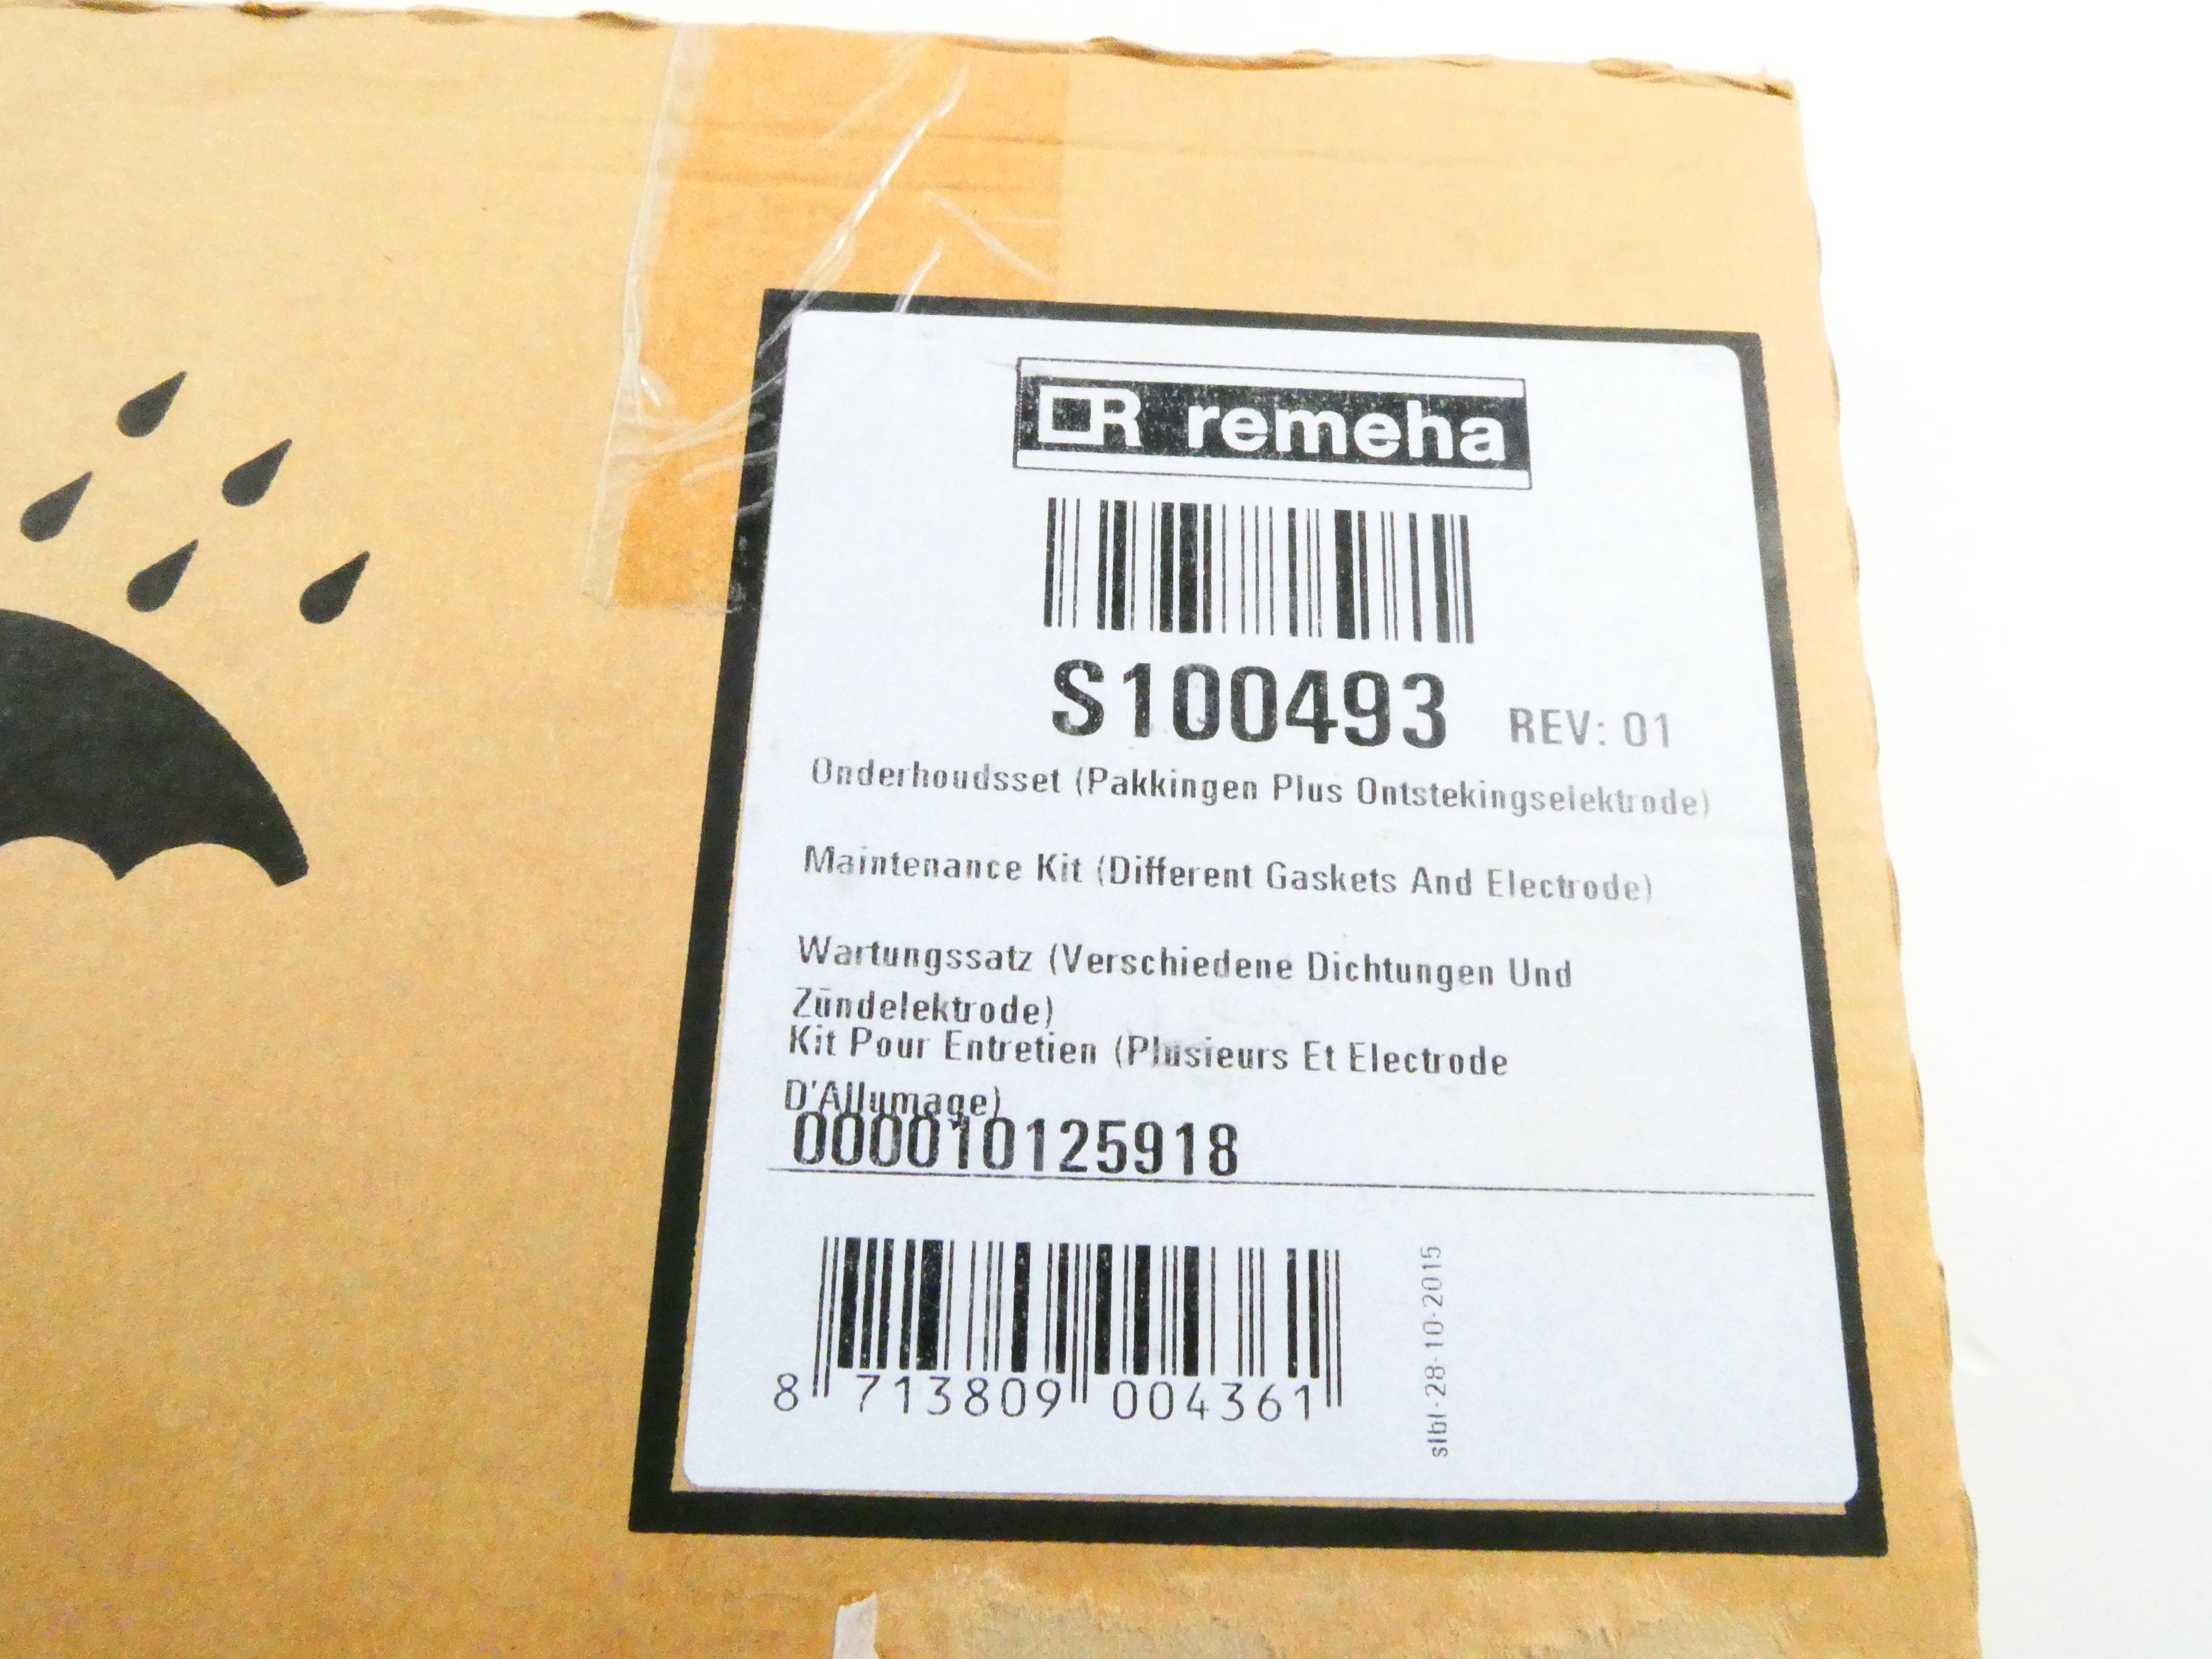 R remeha
S100493 REV: 01
Onderhoudsset (Pakkingen Plus Ontstekingselektrode)
Maintenance Kit (Different Gaskets And Electrode)
Wartungssatz (Verschiedene Dichtungen Und
Zündelektrode)
Kit Pour Entretien (Plusieurs Et Electrode
D'Allumage)
000010125918
8 713809 004361
slbl-28-10-2015